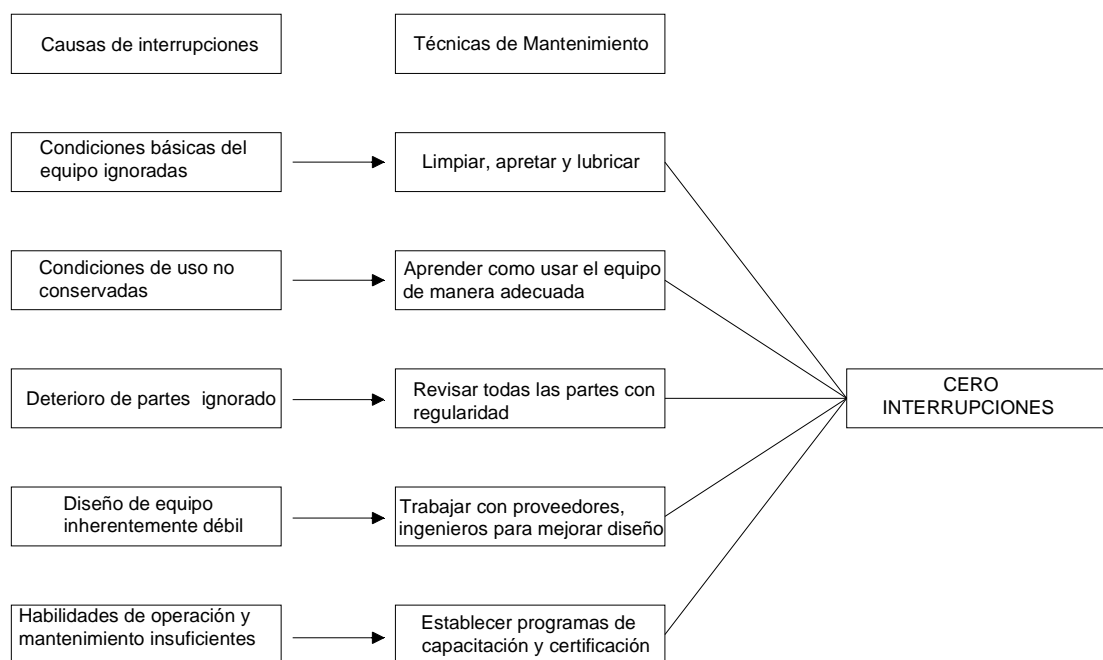 Causas de interrupciones
Técnicas de Mantenimiento
Condiciones básicas del
equipo ignoradas
Limpiar, apretar y lubricar
Condiciones de uso no
conservadas
Aprender como usar el equipo
de manera adecuada
Deterioro de partes ignorado
Revisar todas las partes con
regularidad
CERO
INTERRUPCIONES
Diseño de equipo
inherentemente débil
Trabajar con proveedores,
ingenieros para mejorar diseño
Habilidades de operación y
mantenimiento insuficientes
Establecer programas de
capacitación y certificación